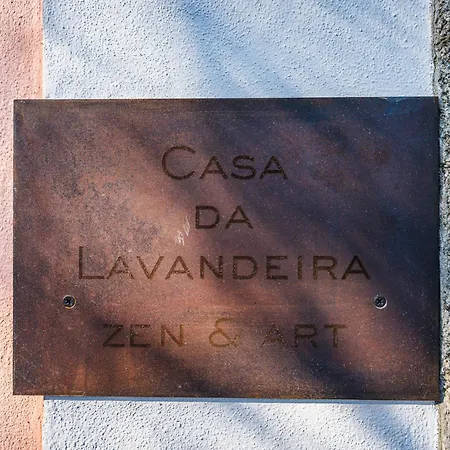 CASA
DA
LAVANDEIRA
ZEN & ART